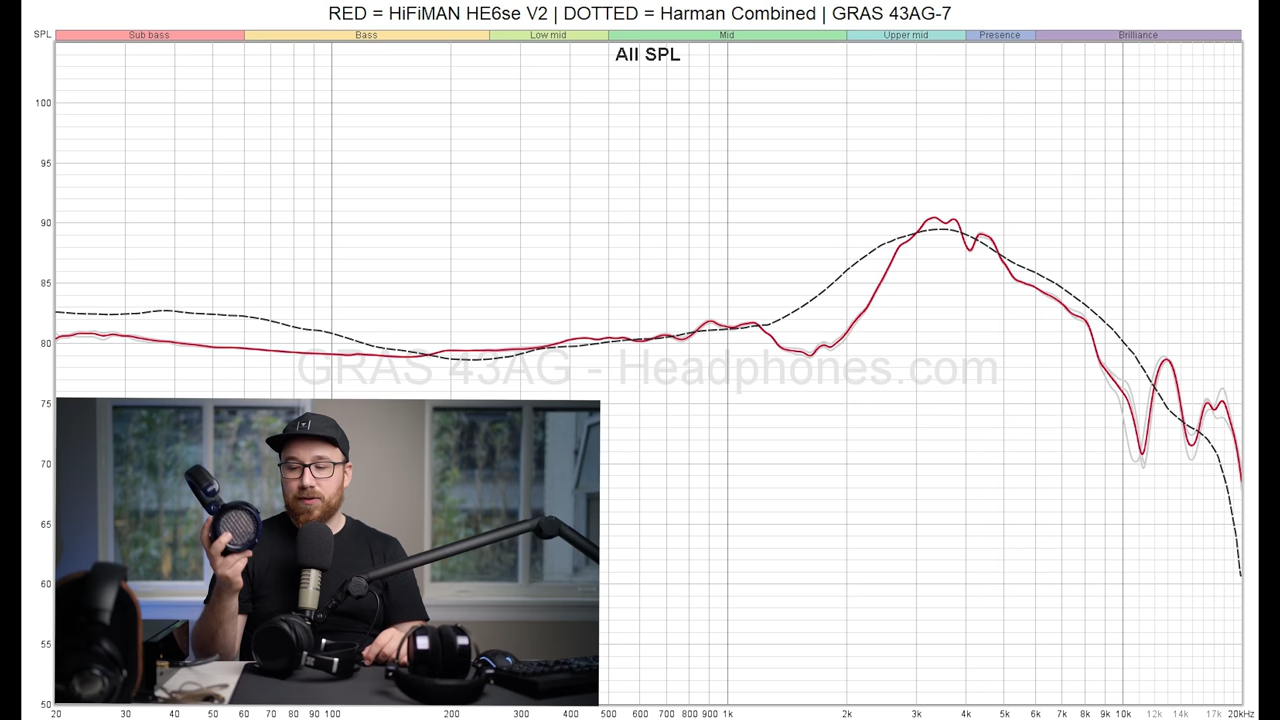 RED = HiFiMAN HE6se V2 | DOTTED = Harman Combined | GRAS 43AG-7
SPL Sub bass Bass Low mid Mid Upper mid Presence Brilliance
All SPL
100
95
90
85
80
GRAS 43AG - Headphones.com
75
70
65
60
55
50
20 30 40 50 60 70 80 90 100 200 300 400 500 600 700 800 900 1k 2k 3k 4k 5k 6k 7k 8k 9k 10k 12k 14k 17k 20kHz